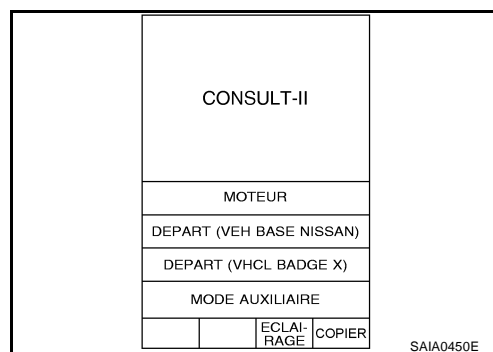 CONSULT-II
MOTEUR
DEPART (VEH BASE NISSAN)
DEPART (VHCL BADGE X)
MODE AUXILIAIRE
ECLAI-
RAGE
COPIER
SAIA0450E